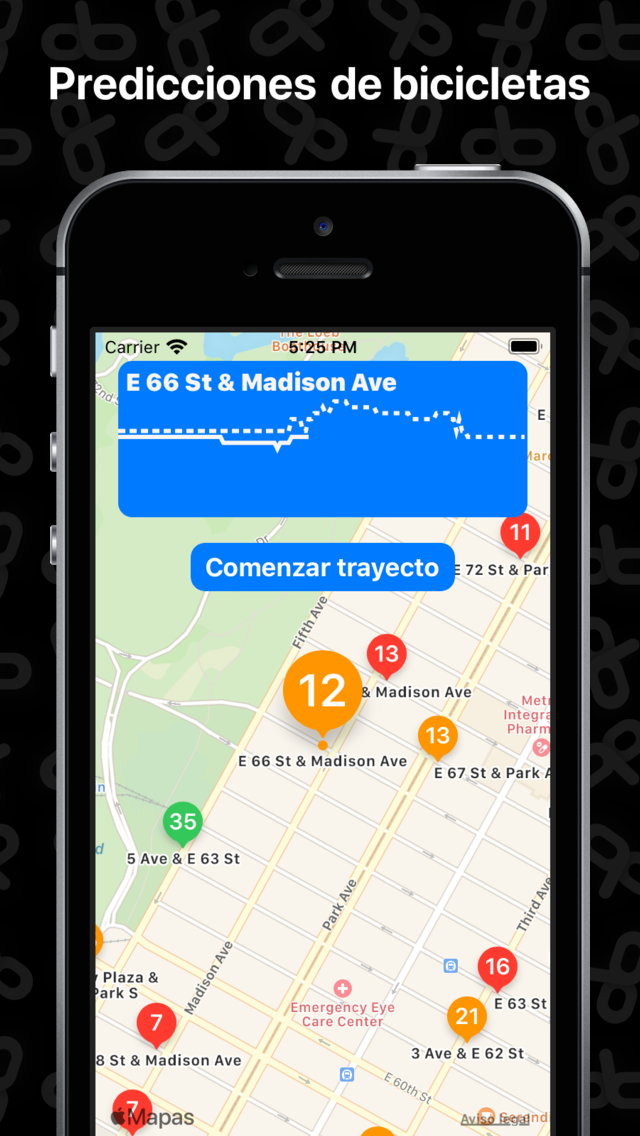 Predicciones de bicicletas
Carrier
5:25 PM
The Loeb
E 66 St & Madison Ave
E
11
E 72 St & Par
Dr
Comenzar trayecto
Fifth Ave
13
& Madison Ave
12
Metr
Integra
Pharm
13
E 66 St & Madison Ave
E 67 St & Park A
35
5 Ave & E 63 St
Park Ave
Third Ave
Madison Ave
y Plaza &
Park S
16
E 63 St
Emergency Eye
Care Center
7
21
3 Ave & E 62 St
8 St & Madison Ave
E 60th St
7
Mapas
Aviso legal